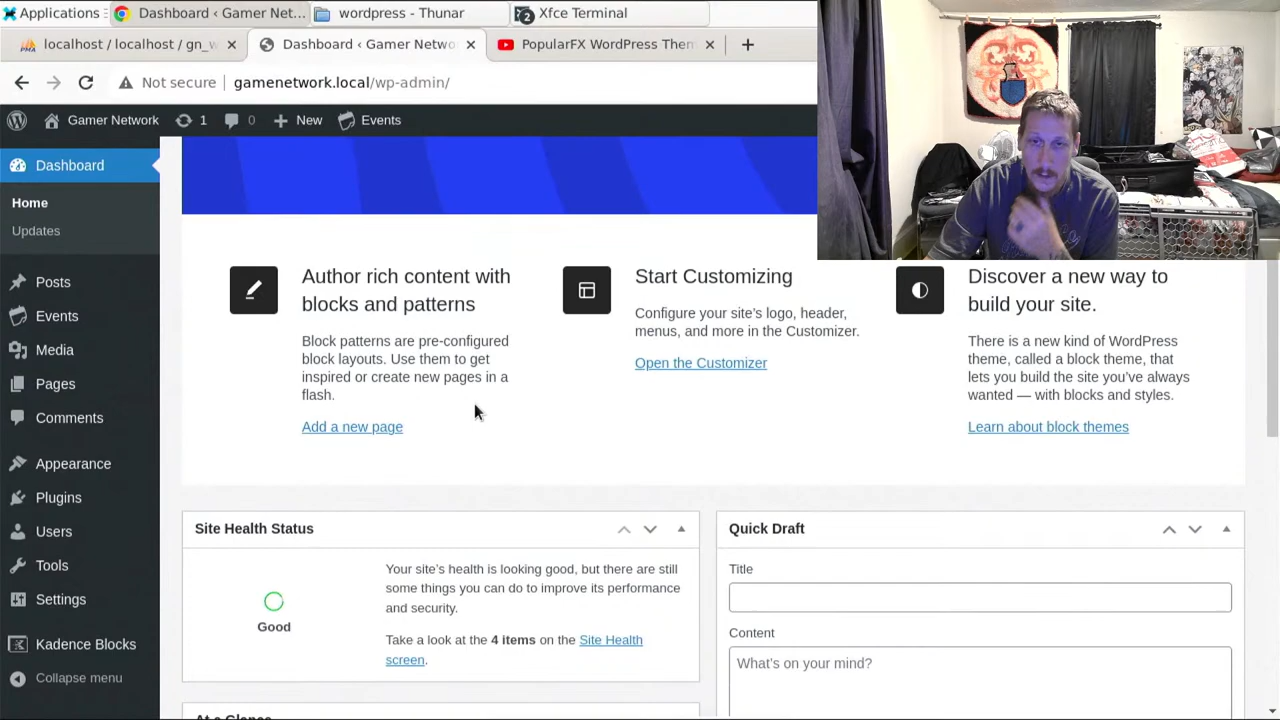 Applications
Dashboard ‹ Gamer Net...
wordpress - Thunar
2
Xfce Terminal
localhost / localhost / gn_w
Dashboard ‹ Gamer Netwo
PopularFX WordPress Them
Not secure
gamenetwork.local/wp-admin/
Gamer Network
1
0
New
Events
Dashboard
Home
Updates
Posts
Events
Media
Pages
Comments
Appearance
Plugins
Users
Tools
Settings
Kadence Blocks
Collapse menu
Author rich content with
blocks and patterns
Block patterns are pre-configured
block layouts. Use them to get
inspired or create new pages in a
flash.
Add a new page
Start Customizing
Configure your site’s logo, header,
menus, and more in the Customizer.
Open the Customizer
Discover a new way to
build your site.
There is a new kind of WordPress
theme, called a block theme, that
lets you build the site you’ve always
wanted — with blocks and styles.
Learn about block themes
Site Health Status
Good
Your site’s health is looking good, but there are still
some things you can do to improve its performance
and security.
Take a look at the 4 items on the Site Health
screen.
At a Glance
Quick Draft
Title
Content
What’s on your mind?